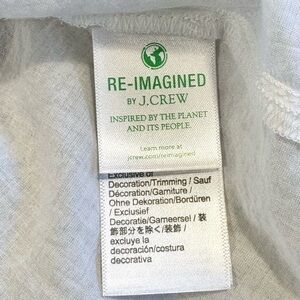 RE-IMAGINED
BY J.CREW
INSPIRED BY THE PLANET
AND ITS PEOPLE.
Learn more at
jcrew.com/reimagined
Exclusive of
Decoration/Trimming / Sauf
Décoration/Garniture /
Ohne Dekoration/Bordüren
/ Exclusief
Decoratie/Gameersel / 装
飾部分を除く/装飾 /
excluye la
decoración/costura
decorativa